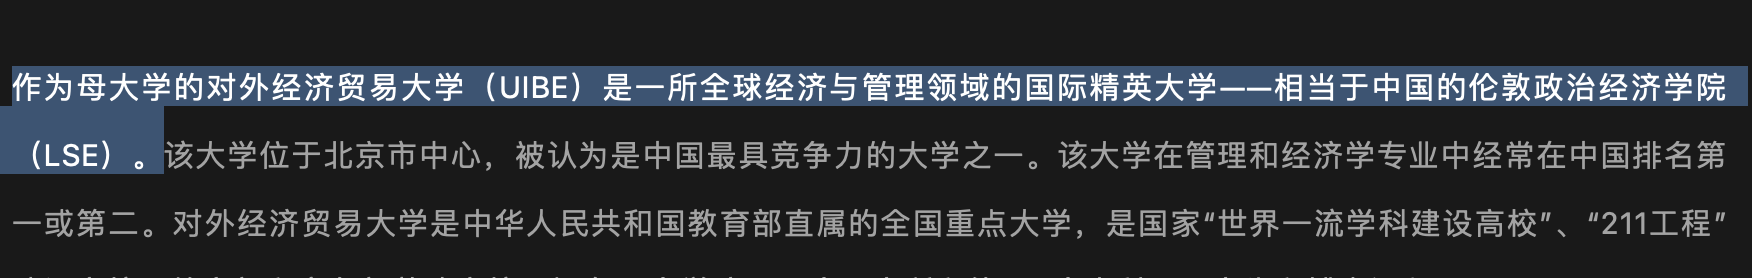 作为母大学的对外经济贸易大学（UIBE）是一所全球经济与管理领域的国际精英大学——相当于中国的伦敦政治经济学院
（LSE）。该大学位于北京市中心，被认为是中国最具竞争力的大学之一。该大学在管理和经济学专业中经常在中国排名第
一或第二。对外经济贸易大学是中华人民共和国教育部直属的全国重点大学，是国家“世界一流学科建设高校”、“211工程”